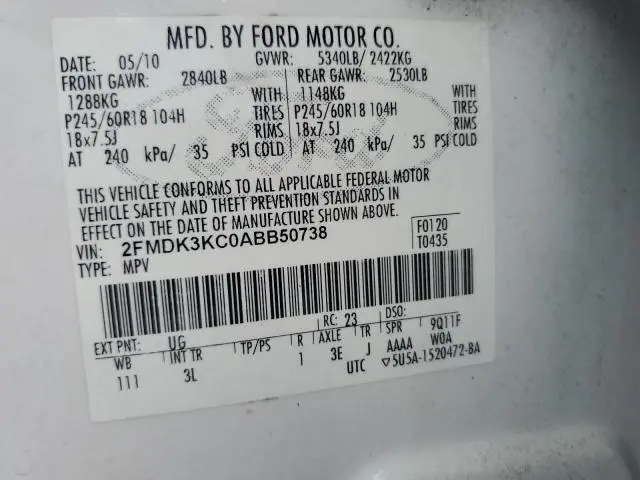 MFD. BY FORD MOTOR CO.
DATE: 05/10 GVWR: 5340LB/ 2422KG
FRONT GAWR: 2840LB REAR GAWR: 2530LB
1288KG WITH 1148KG WITH
P245/60R18 104H TIRES P245/60R18 104H TIRES
18x7.5J RIMS 18x7.5J RIMS
AT 240 kPa/ 35 PSI COLD AT 240 kPa/ 35 PSI COLD
THIS VEHICLE CONFORMS TO ALL APPLICABLE FEDERAL MOTOR
VEHICLE SAFETY AND THEFT PREVENTION STANDARDS IN
EFFECT ON THE DATE OF MANUFACTURE SHOWN ABOVE.
VIN: 2FMDK3KC0ABB50738 F0120
TYPE: MPV T0435
EXT PNT: UG RC: 23 DSO:
WB INT TR TP/PS R AXLE TR SPR 9Q11F
111 3L 1 3E J AAAA W0A
UTC ▽5U5A-1520472-BA